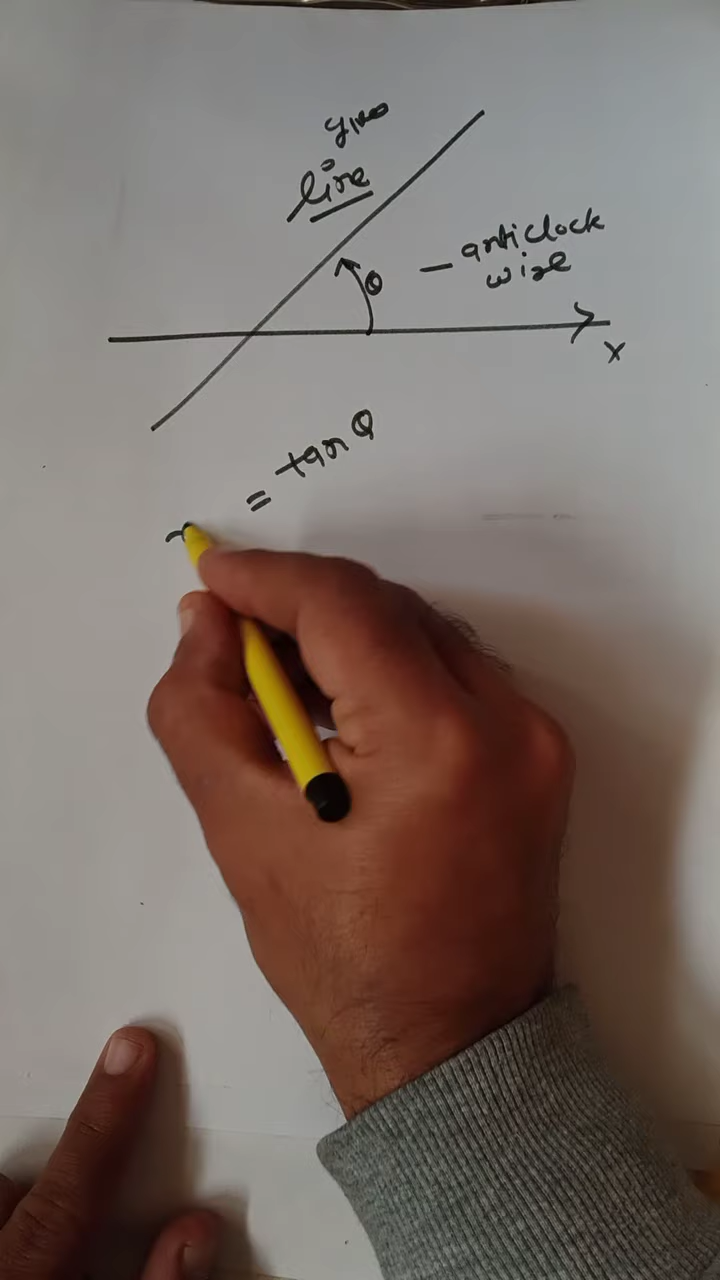 line
θ
– anticlock
wise
x
= tan θ